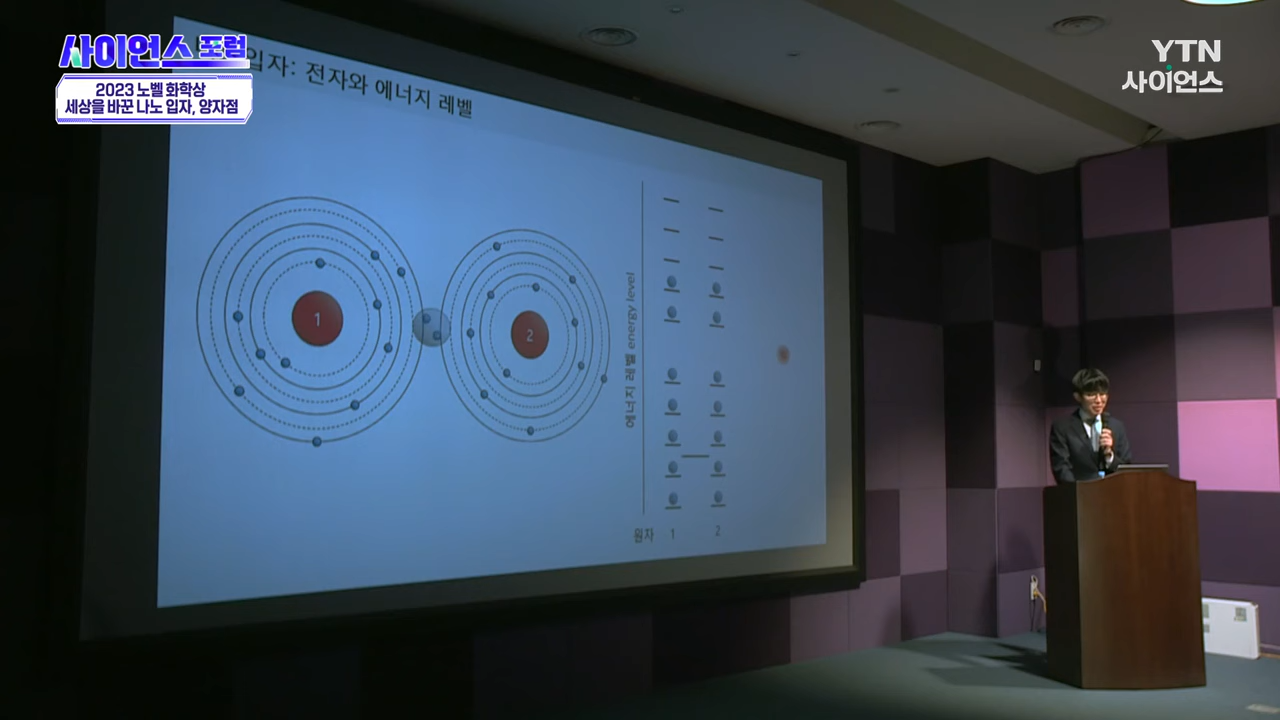 사이언스 포럼
2023 노벨 화학상
세상을 바꾼 나노 입자, 양자점
YTN
사이언스
입자: 전자와 에너지 레벨
1
2
에너지 레벨 energy level
원자 1 2